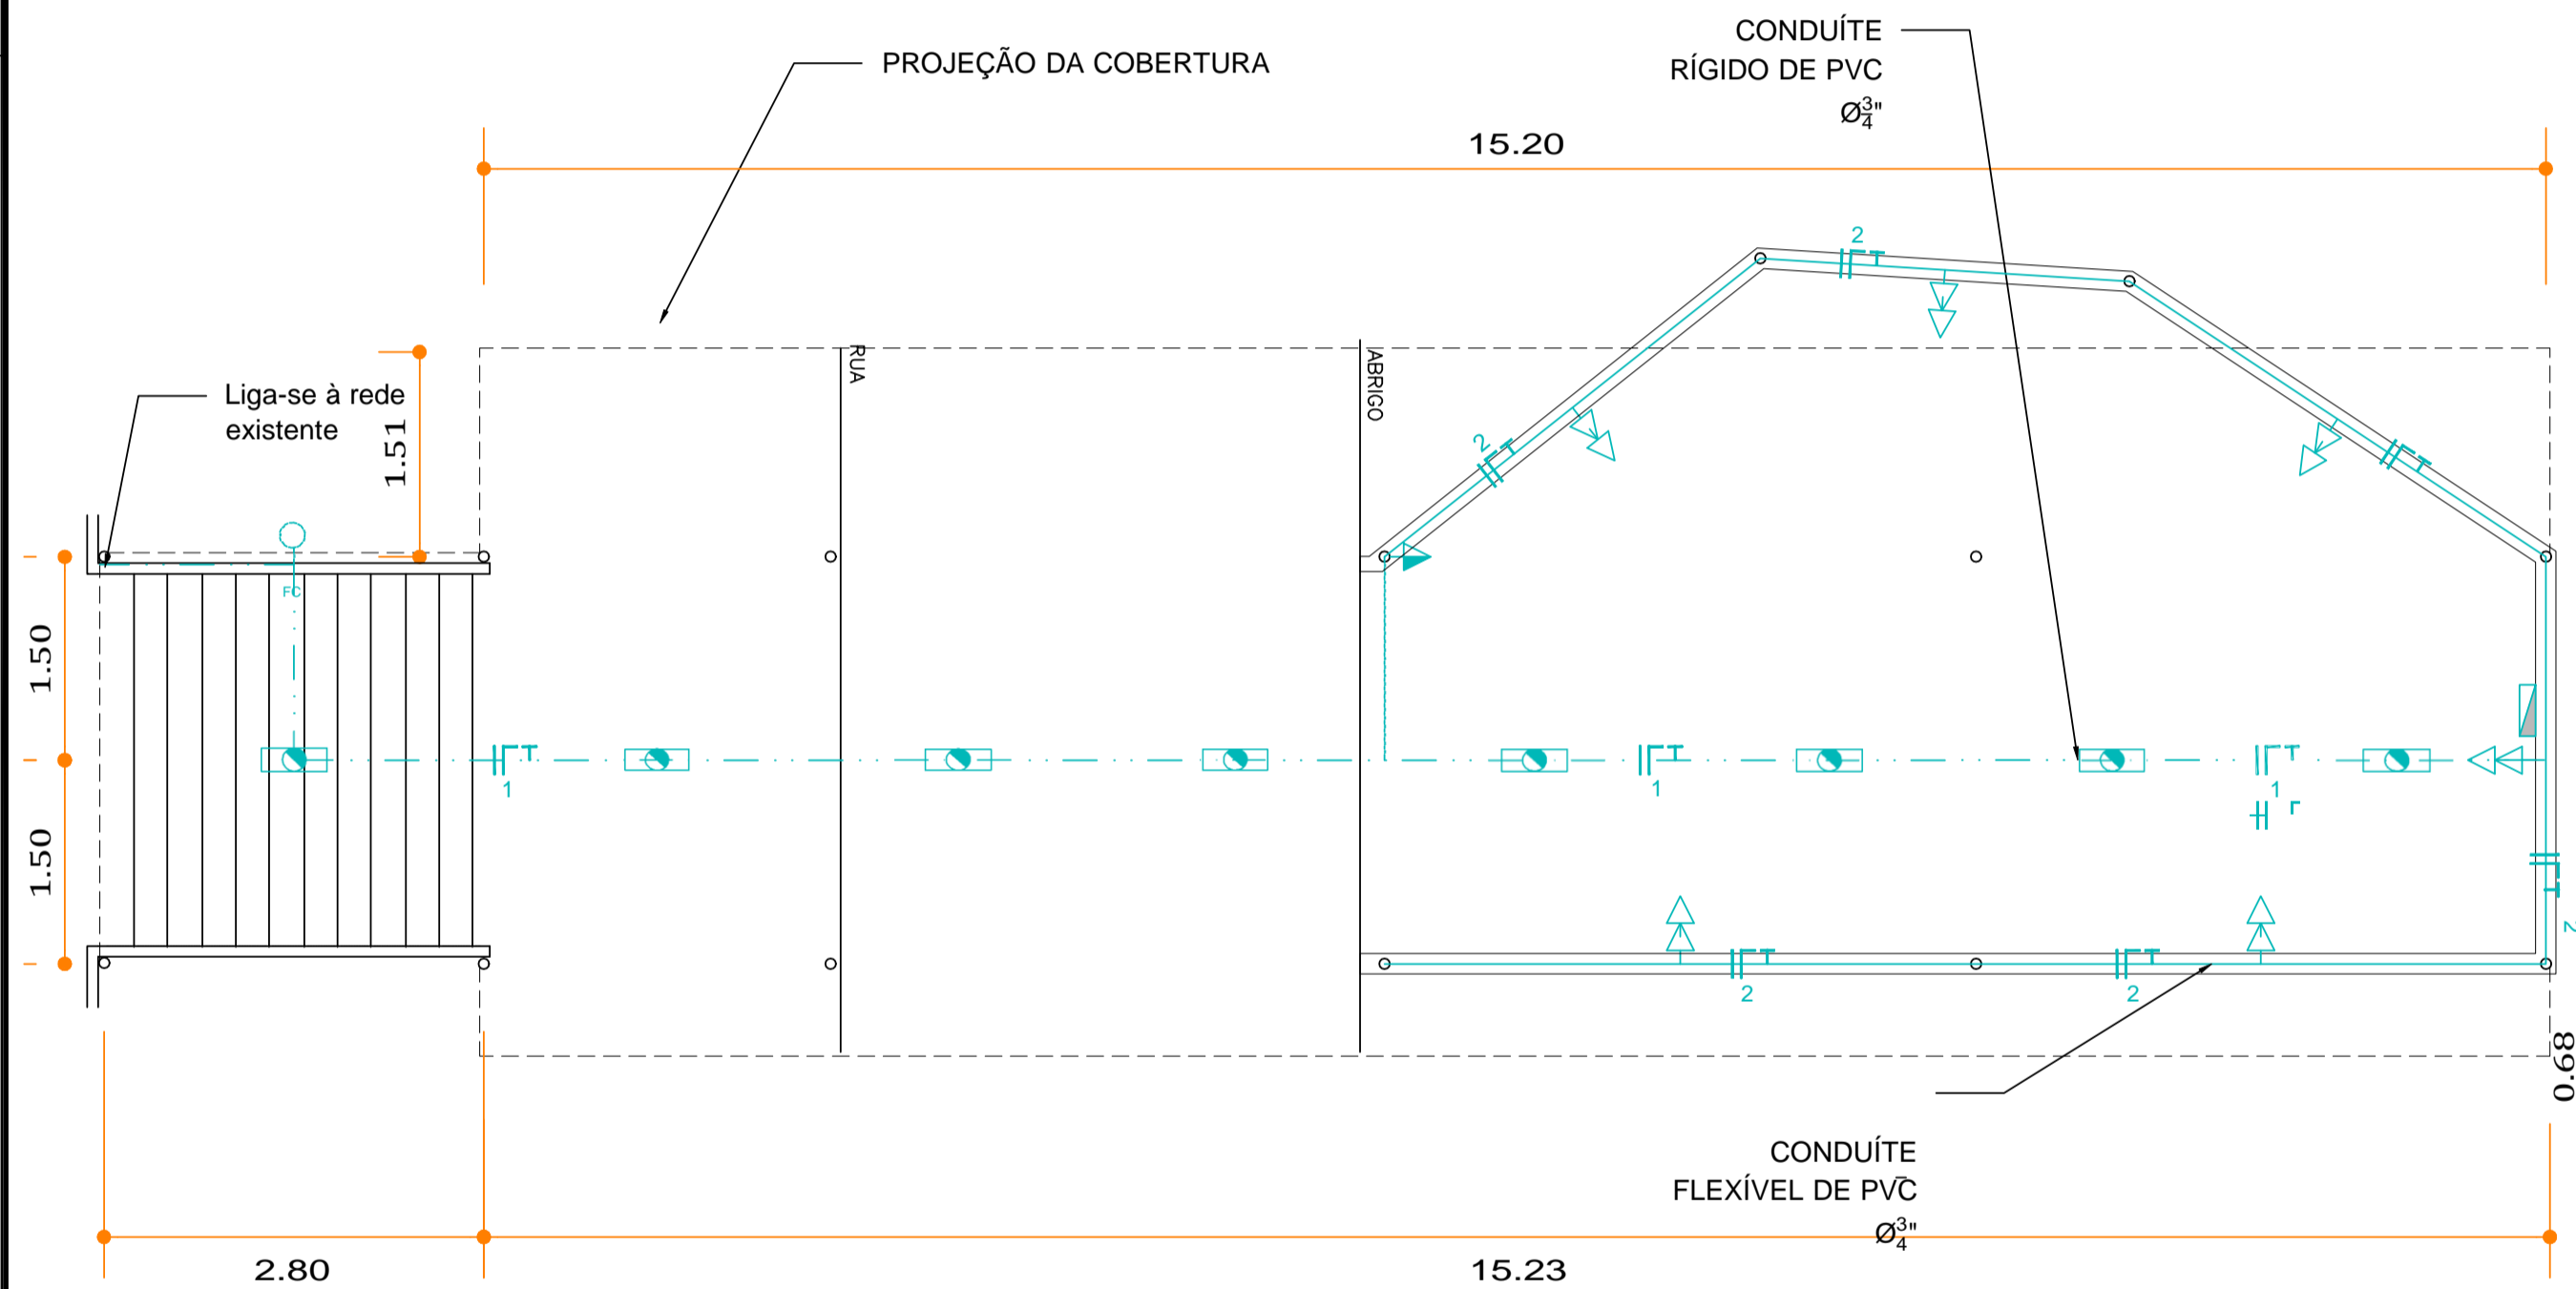 CONDUÍTE
RÍGIDO DE PVC
Ø3/4"
PROJEÇÃO DA COBERTURA
15.20
2
RUA
ABRIGO
Liga-se à rede
existente
1.51
2
FC
1.50
1
1
1
1.50
2
2
2
0.68
CONDUÍTE
FLEXÍVEL DE PVC
Ø3/4"
2.80
15.23